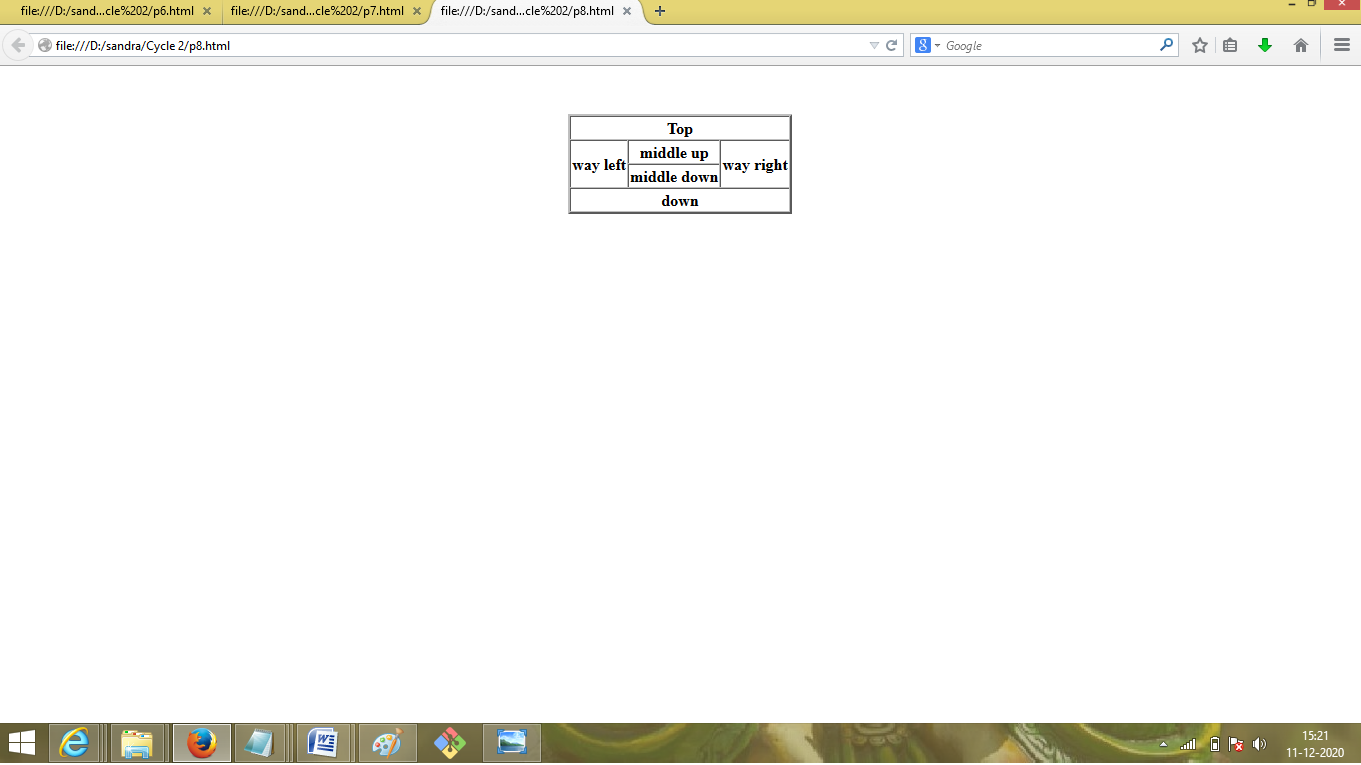 file:///D:/sand...cle%202/p6.html
file:///D:/sand...cle%202/p7.html
file:///D:/sand...cle%202/p8.html
file:///D:/sandra/Cycle 2/p8.html
8
Google
Top
way left
middle up
way right
middle down
down
15:21
11-12-2020